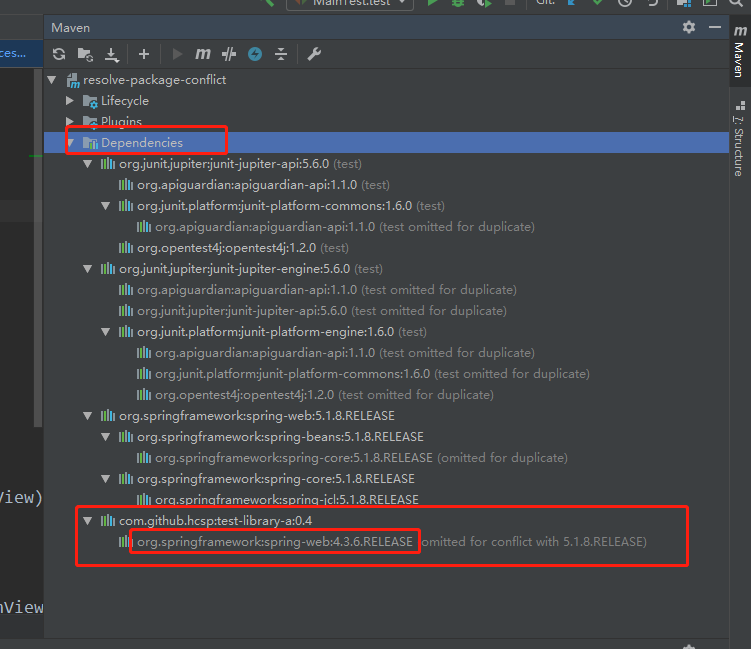 MainTest.test
Git:
Maven
ces...
resolve-package-conflict
Lifecycle
Plugins
Dependencies
org.junit.jupiter:junit-jupiter-api:5.6.0 (test)
org.apiguardian:apiguardian-api:1.1.0 (test)
org.junit.platform:junit-platform-commons:1.6.0 (test)
org.apiguardian:apiguardian-api:1.1.0 (test omitted for duplicate)
org.opentest4j:opentest4j:1.2.0 (test)
org.junit.jupiter:junit-jupiter-engine:5.6.0 (test)
org.apiguardian:apiguardian-api:1.1.0 (test omitted for duplicate)
org.junit.jupiter:junit-jupiter-api:5.6.0 (test omitted for duplicate)
org.junit.platform:junit-platform-engine:1.6.0 (test)
org.apiguardian:apiguardian-api:1.1.0 (test omitted for duplicate)
org.junit.platform:junit-platform-commons:1.6.0 (test omitted for duplicate)
org.opentest4j:opentest4j:1.2.0 (test omitted for duplicate)
org.springframework:spring-web:5.1.8.RELEASE
org.springframework:spring-beans:5.1.8.RELEASE
org.springframework:spring-core:5.1.8.RELEASE (omitted for duplicate)
org.springframework:spring-core:5.1.8.RELEASE
org.springframework:spring-jcl:5.1.8.RELEASE
com.github.hcsp:test-library-a:0.4
org.springframework:spring-web:4.3.6.RELEASE omitted for conflict with 5.1.8.RELEASE)
View)
nView
m
Maven
Z: Structure